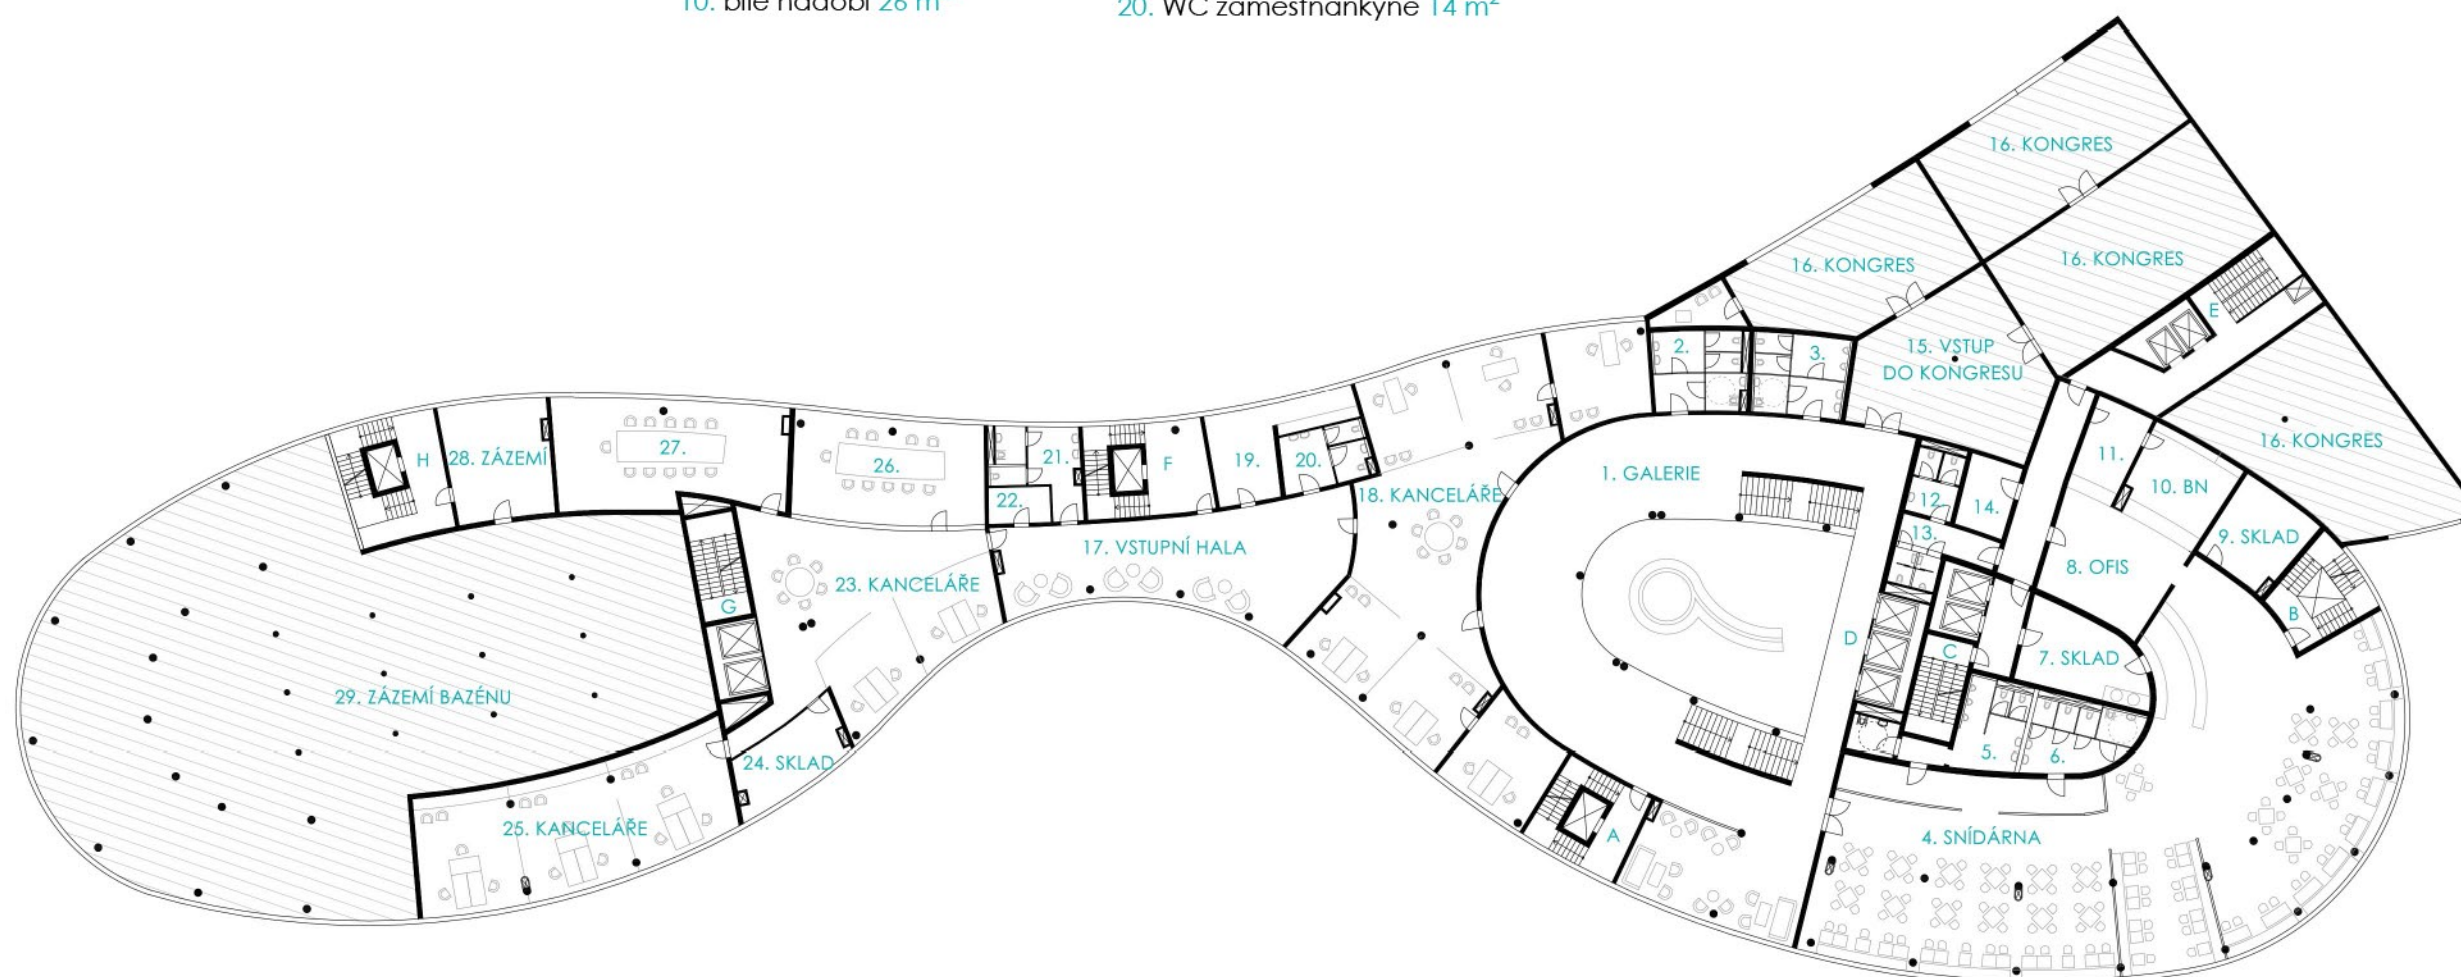 10. bílé nádobí 26 m
20. WC zaměstnankyně 14 m²
16. KONGRES
16. KONGRES
16. KONGRES
E
2.
3.
15. VSTUP
DO KONGRESU
16. KONGRES
H
28. ZÁZEMÍ
27.
26.
21.
22.
F
19.
20.
18. KANCELÁŘE
1. GALERIE
11.
10. BN
12.
14.
13.
9. SKLAD
8. OFIS
17. VSTUPNÍ HALA
23. KANCELÁŘE
G
B
D
C
7. SKLAD
29. ZÁZEMÍ BAZÉNU
24. SKLAD
5.
6.
25. KANCELÁŘE
A
4. SNÍDÁRNA